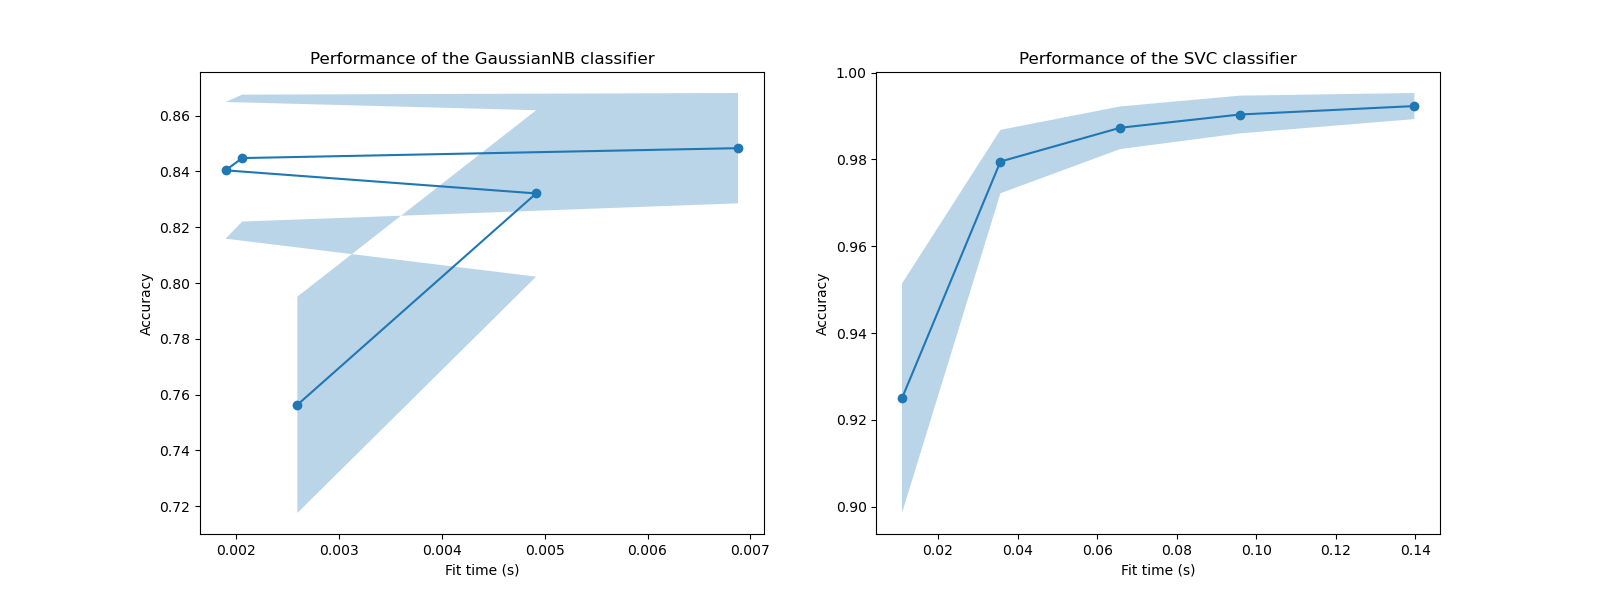 Performance of the GaussianNB classifier
Accuracy
0.86
0.84
0.82
0.80
0.78
0.76
0.74
0.72
0.002 0.003 0.004 0.005 0.006 0.007
Fit time (s)
Performance of the SVC classifier
Accuracy
1.00
0.98
0.96
0.94
0.92
0.90
0.02 0.04 0.06 0.08 0.10 0.12 0.14
Fit time (s)